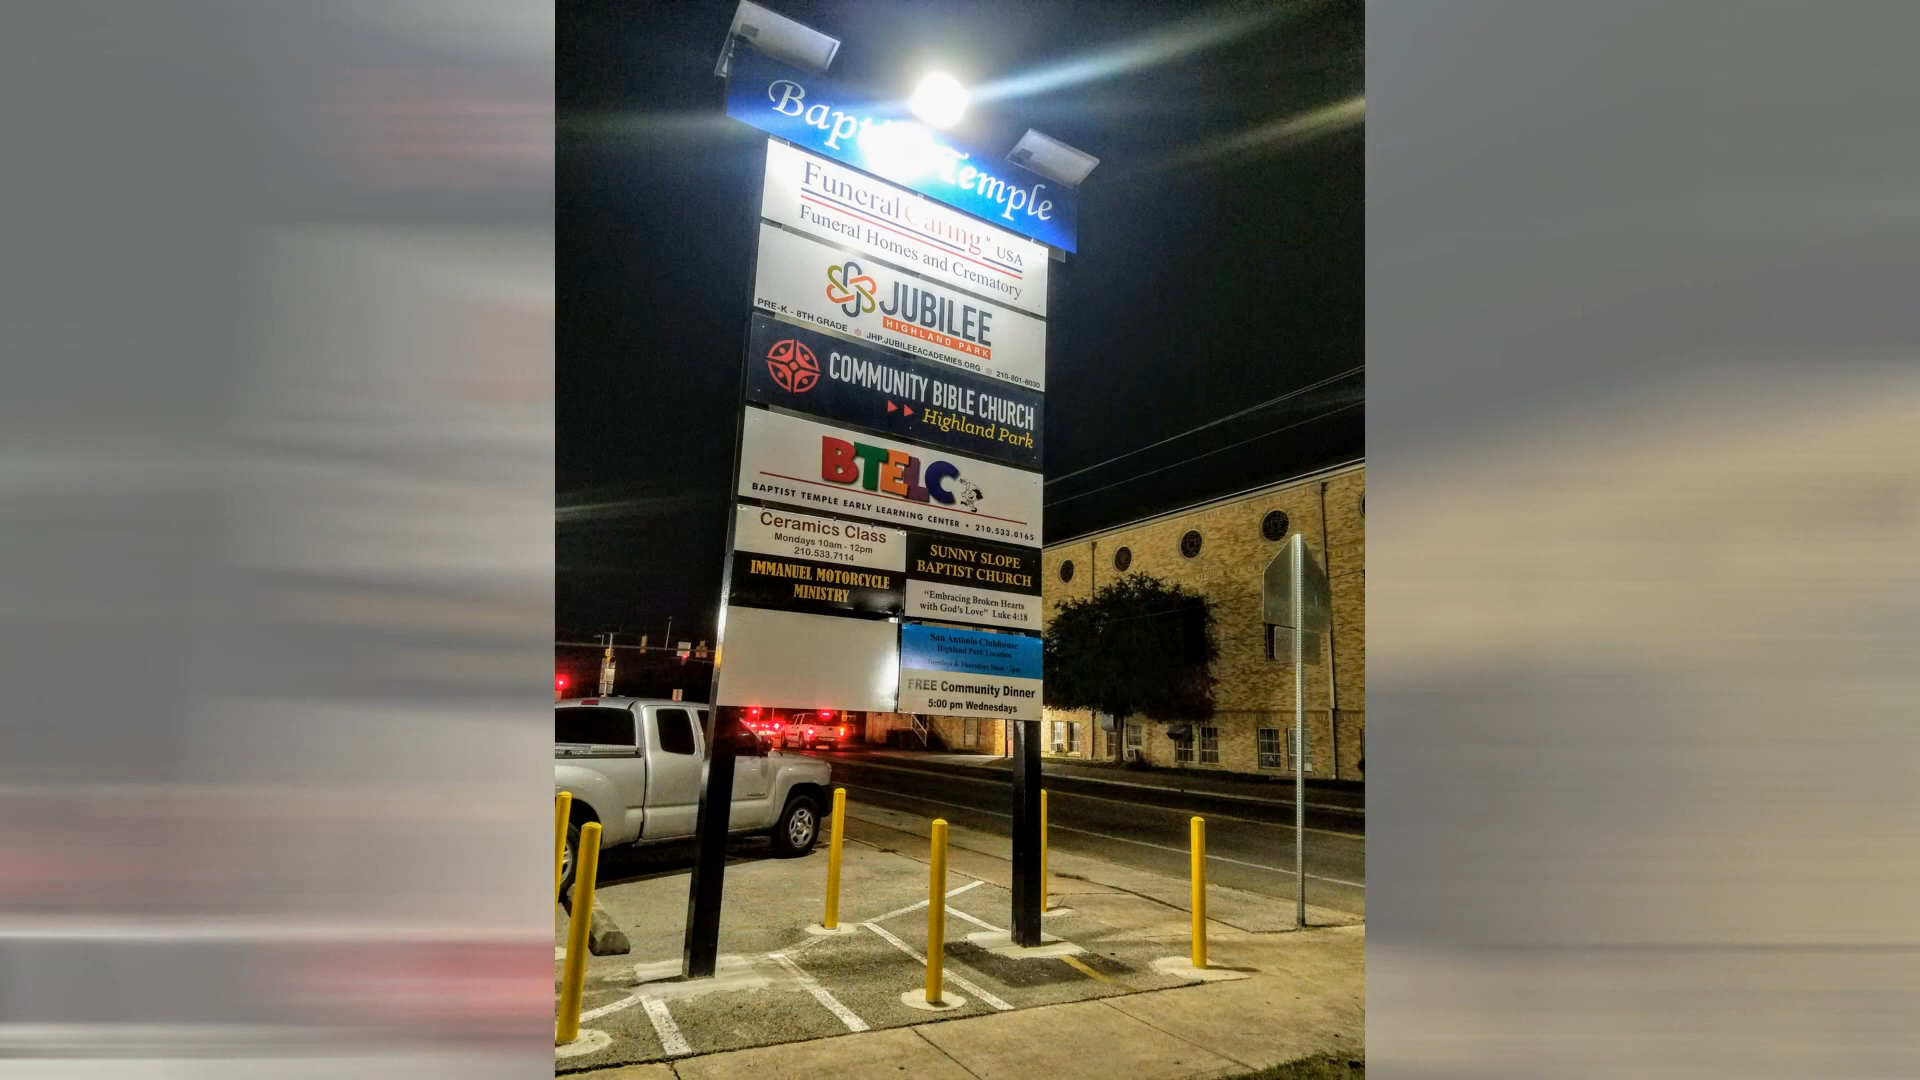 Baptist Temple
FuneralCaring USA
Funeral Homes and Crematory
JUBILEE
HIGHLAND PARK
PRE-K - 8TH GRADE JHP.JUBILEEACADEMIES.ORG 210-801-8030
COMMUNITY BIBLE CHURCH
Highland Park
BTELC
BAPTIST TEMPLE EARLY LEARNING CENTER • 210.533.0165
Ceramics Class
Mondays 10am - 12pm
210.533.7114
IMMANUEL MOTORCYCLE
MINISTRY
SUNNY SLOPE
BAPTIST CHURCH
"Embracing Broken Hearts
with God's Love" Luke 4:18
San Antonio Clubhouse
Highland Park Location
FREE Community Dinner
5:00 pm Wednesdays